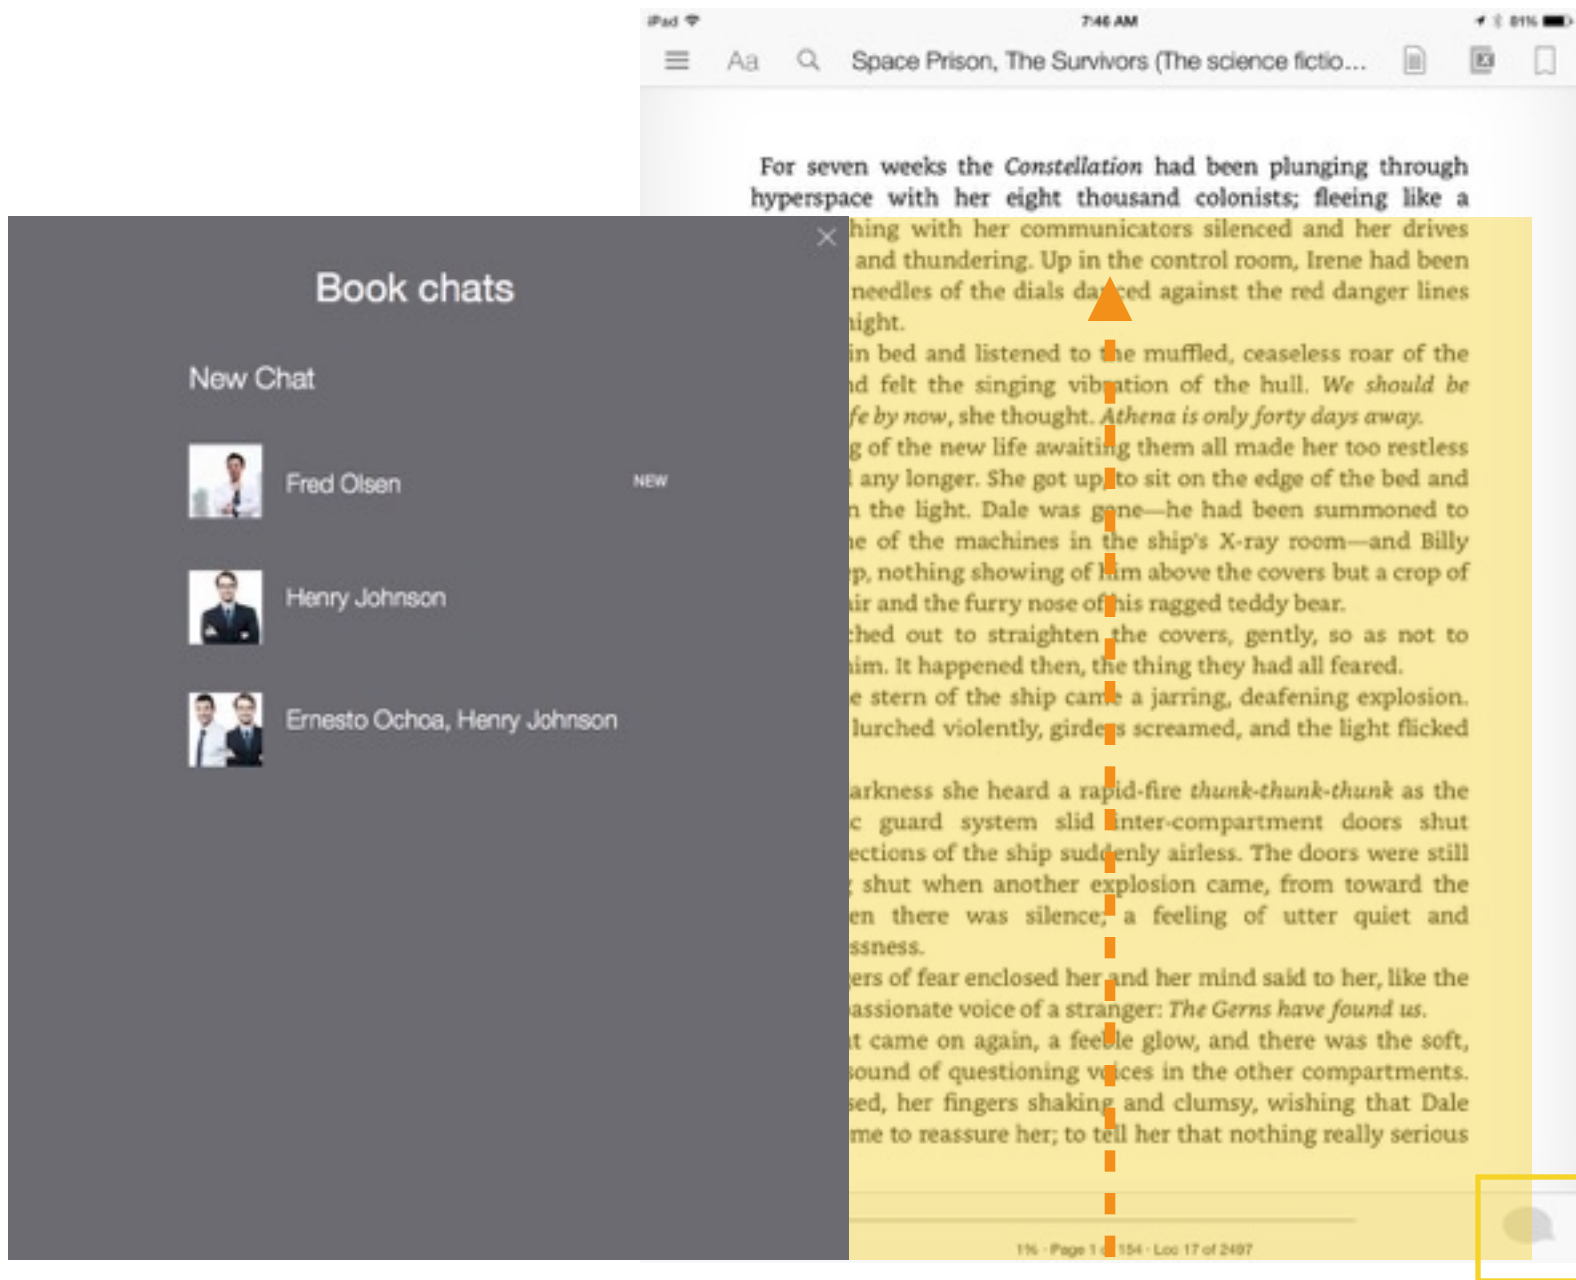 iPad
7:46 AM
81%
Aa
Space Prison, The Survivors (The science fictio...
For seven weeks the Constellation had been plunging through
hyperspace with her eight thousand colonists; fleeing like a
hing with her communicators silenced and her drives
and thundering. Up in the control room, Irene had been
needles of the dials danced against the red danger lines
ight.
in bed and listened to the muffled, ceaseless roar of the
nd felt the singing vibration of the hull. We should be
fe by now, she thought. Athena is only forty days away.
g of the new life awaiting them all made her too restless
any longer. She got up, to sit on the edge of the bed and
n the light. Dale was gone—he had been summoned to
ne of the machines in the ship's X-ray room—and Billy
ep, nothing showing of him above the covers but a crop of
air and the furry nose of his ragged teddy bear.
ched out to straighten the covers, gently, so as not to
him. It happened then, the thing they had all feared.
e stern of the ship came a jarring, deafening explosion.
lurched violently, girders screamed, and the light flicked
arkness she heard a rapid-fire thunk-thunk-thunk as the
c guard system slid inter-compartment doors shut
ections of the ship suddenly airless. The doors were still
g shut when another explosion came, from toward the
en there was silence; a feeling of utter quiet and
ssness.
gers of fear enclosed her and her mind said to her, like the
passionate voice of a stranger: The Gerns have found us.
t came on again, a feeble glow, and there was the soft,
sound of questioning voices in the other compartments.
sed, her fingers shaking and clumsy, wishing that Dale
me to reassure her; to tell her that nothing really serious
1% · Page 1 of 154 · Loc 17 of 2497
Book chats
New Chat
Fred Olsen
NEW
Henry Johnson
Ernesto Ochoa, Henry Johnson